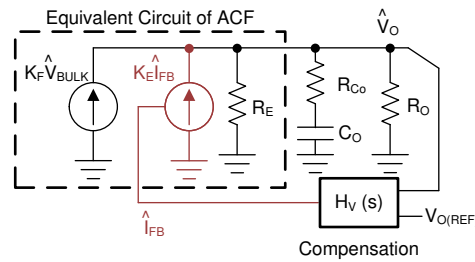 Equivalent Circuit of ACF
V̂O
KFV̂BULK
KEÎFB
RE
RCo
CO
RO
ÎFB
HV (s)
VO(REF
Compensation